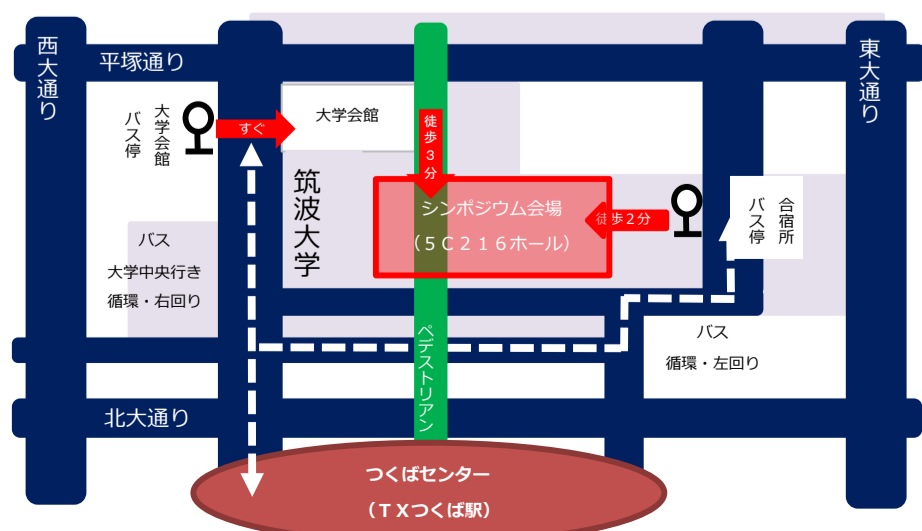 西大通り
平塚通り
東大通り
大学会館
バス停
すぐ
大学会館
徒歩3分
筑波大学
シンポジウム会場
(5C216ホール)
徒歩2分
合宿所
バス停
バス
大学中央行き
循環・右回り
ペデストリアン
バス
循環・左回り
北大通り
つくばセンター
(TXつくば駅)